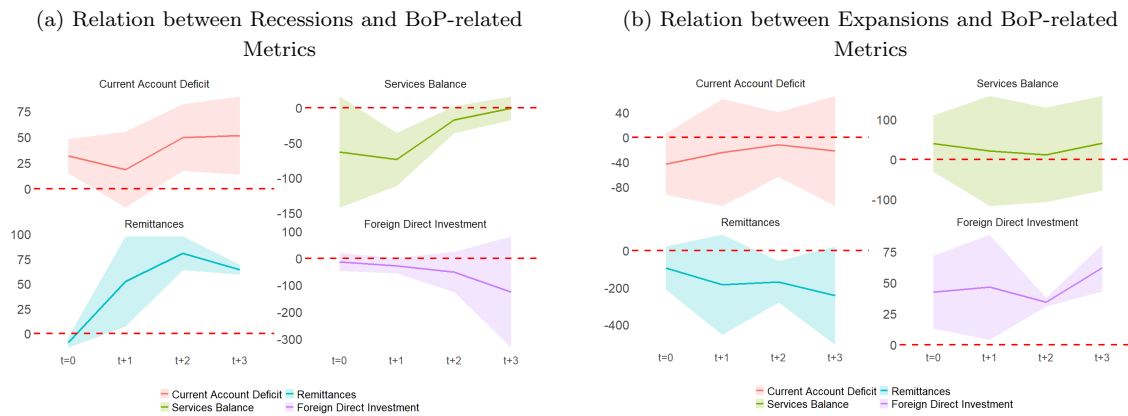 (a) Relation between Recessions and BoP-related
Metrics
Current Account Deficit
Services Balance
75
50
25
0
0
-50
-100
-150
Remittances
Foreign Direct Investment
100
75
50
25
0
100
0
-100
-200
-300
t=0 t+1 t+2 t+3
t=0 t+1 t+2 t+3
Current Account Deficit Remittances
Services Balance Foreign Direct Investment
(b) Relation between Expansions and BoP-related
Metrics
Current Account Deficit
Services Balance
40
0
-40
-80
100
0
-100
Remittances
Foreign Direct Investment
0
-200
-400
75
50
25
0
t=0 t+1 t+2 t+3
t=0 t+1 t+2 t+3
Current Account Deficit Remittances
Services Balance Foreign Direct Investment